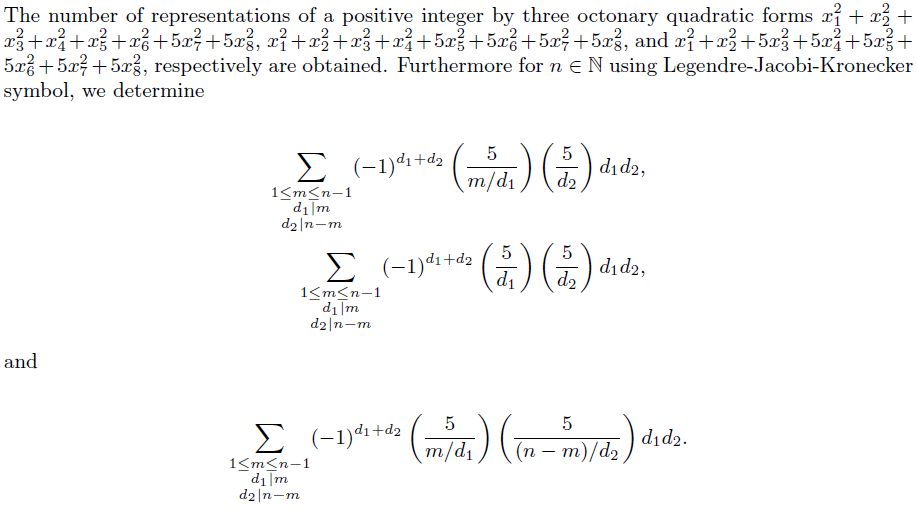 The number of representations of a positive integer by three octonary quadratic forms $x_1^2 + x_2^2 +$
$x_3^2 + x_4^2 + x_5^2 + x_6^2 + 5x_7^2 + 5x_8^2$, $x_1^2 + x_2^2 + x_3^2 + x_4^2 + 5x_5^2 + 5x_6^2 + 5x_7^2 + 5x_8^2$, and $x_1^2 + x_2^2 + 5x_3^2 + 5x_4^2 + 5x_5^2 +$
$5x_6^2 + 5x_7^2 + 5x_8^2$, respectively are obtained. Furthermore for $n \in \mathbb{N}$ using Legendre-Jacobi-Kronecker
symbol, we determine
$\sum_{\substack{1 \le m \le n-1 \\ d_1 | m \\ d_2 | n-m}} (-1)^{d_1+d_2} \left(\frac{5}{m/d_1}\right) \left(\frac{5}{d_2}\right) d_1 d_2,$
$\sum_{\substack{1 \le m \le n-1 \\ d_1 | m \\ d_2 | n-m}} (-1)^{d_1+d_2} \left(\frac{5}{d_1}\right) \left(\frac{5}{d_2}\right) d_1 d_2,$
and
$\sum_{\substack{1 \le m \le n-1 \\ d_1 | m \\ d_2 | n-m}} (-1)^{d_1+d_2} \left(\frac{5}{m/d_1}\right) \left(\frac{5}{(n-m)/d_2}\right) d_1 d_2.$